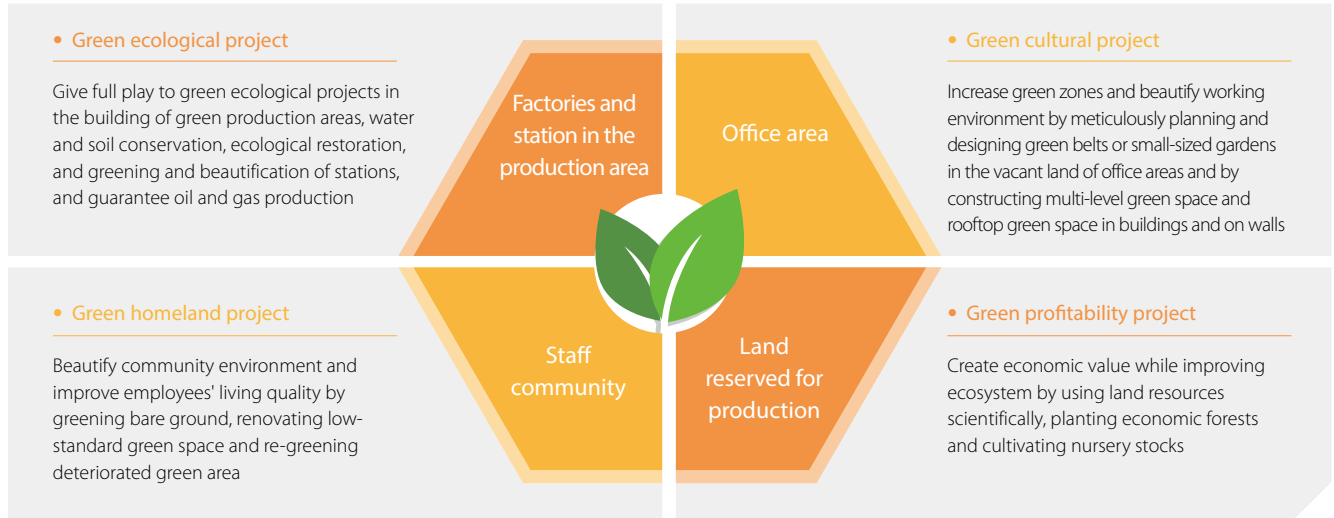 • Green ecological project
Give full play to green ecological projects in
the building of green production areas, water
and soil conservation, ecological restoration,
and greening and beautification of stations,
and guarantee oil and gas production
Factories and
station in the
production area
Office area
• Green cultural project
Increase green zones and beautify working
environment by meticulously planning and
designing green belts or small-sized gardens
in the vacant land of office areas and by
constructing multi-level green space and
rooftop green space in buildings and on walls
• Green homeland project
Beautify community environment and
improve employees' living quality by
greening bare ground, renovating low-
standard green space and re-greening
deteriorated green area
Staff
community
Land
reserved for
production
• Green profitability project
Create economic value while improving
ecosystem by using land resources
scientifically, planting economic forests
and cultivating nursery stocks